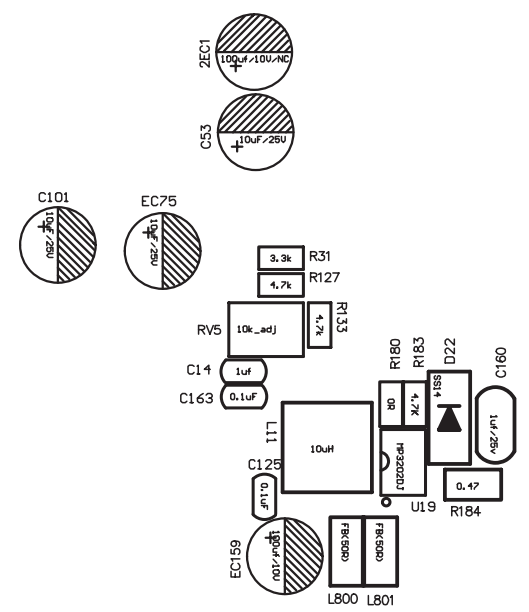 2EC1
100uf/10V/NC
+
C53
10uF/25V
+
C101
10uF/25V
+
EC75
10uF/25V
+
3.3k
R31
4.7k
R127
RV5
10k_adj
4.7k
R133
C14
1uf
C163
0.1uF
R180
0R
R183
4.7K
D22
SS14
C160
1uf/25v
L11
10uH
MP3202DJ
U19
0.47
R184
C125
0.1uF
EC159
100uf/10V
+
FB(50R)
FB(50R)
L800
L801